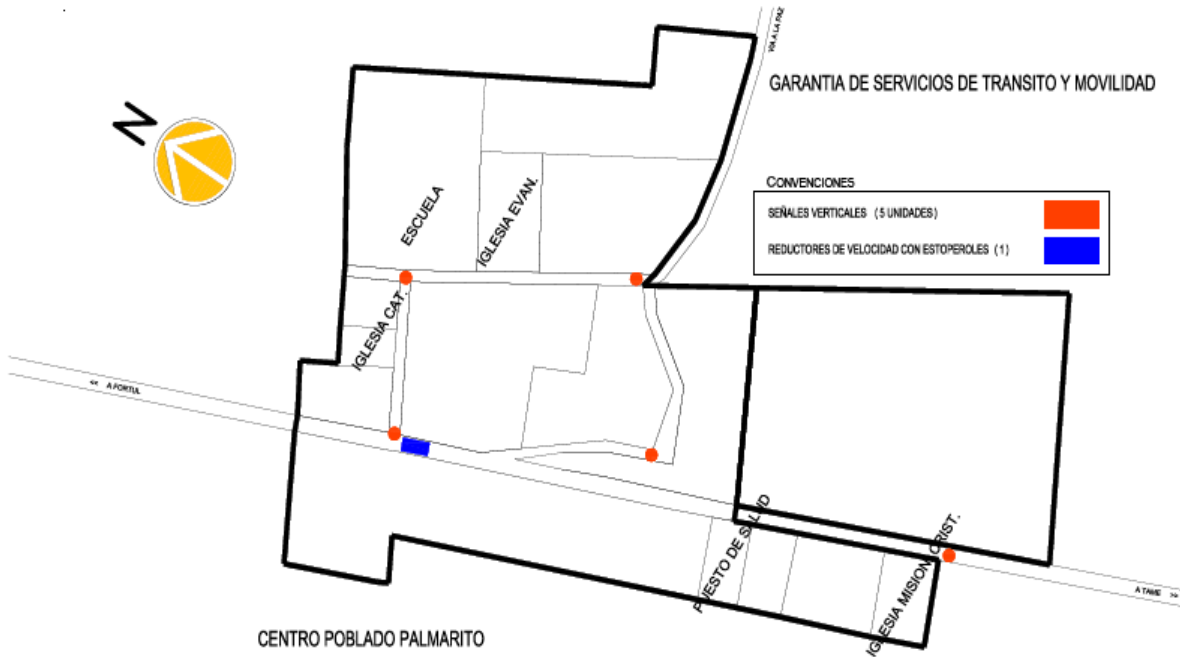 VIA A LA PAZ
GARANTIA DE SERVICIOS DE TRANSITO Y MOVILIDAD
N
CONVENCIONES
SEÑALES VERTICALES (5 UNIDADES)
REDUCTORES DE VELOCIDAD CON ESTOPEROLES (1)
ESCUELA
IGLESIA EVAN.
IGLESIA CAT.
<< A FORTUL
PUESTO DE SALUD
IGLESIA MISION CRIST.
A TAME >>
CENTRO POBLADO PALMARITO